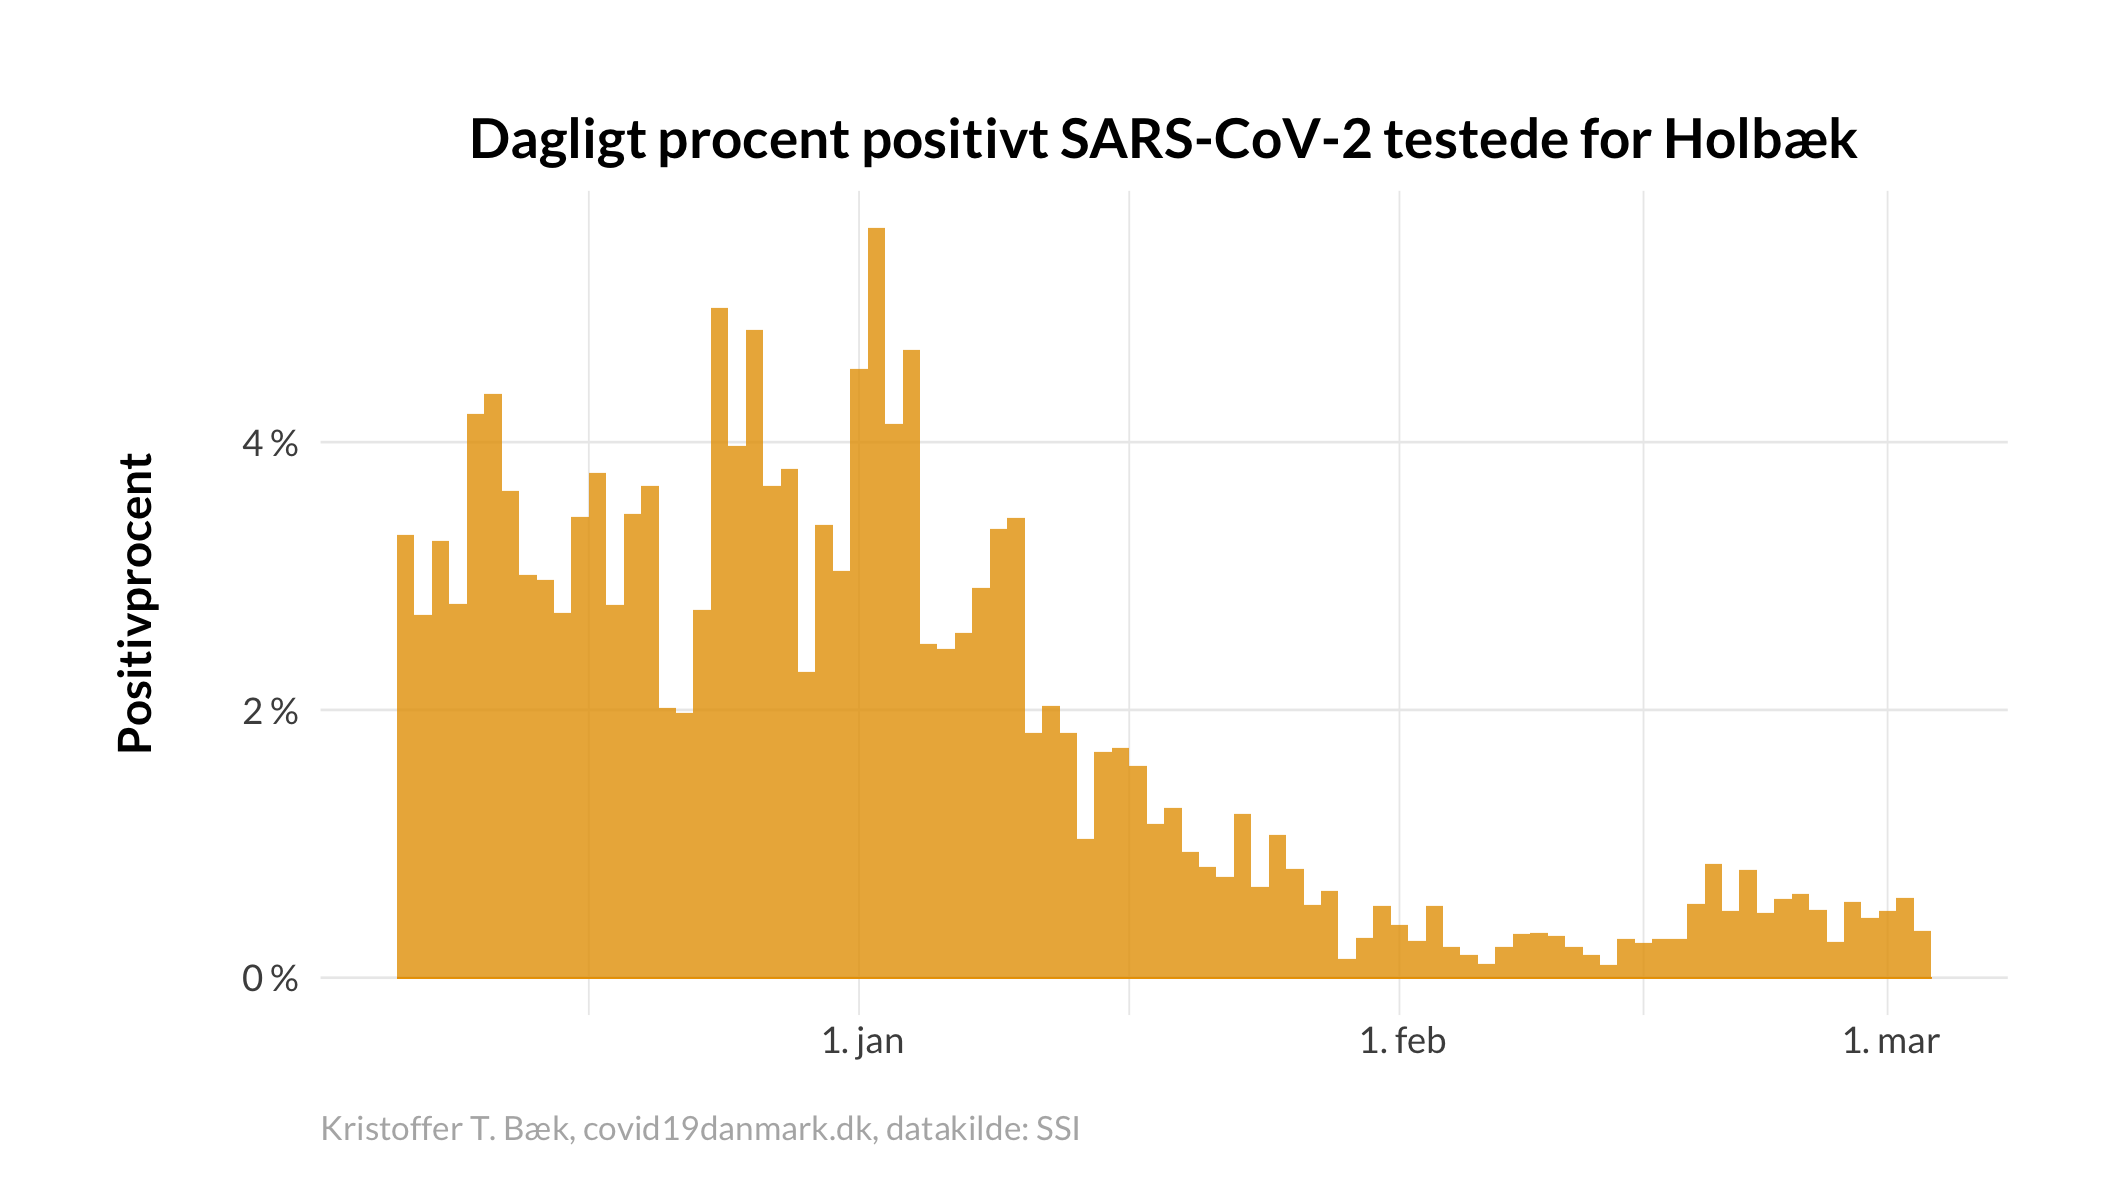 Dagligt procent positivt SARS-CoV-2 testede for Holbæk
Positivprocent
4 %
2 %
0 %
1. jan
1. feb
1. mar
Kristoffer T. Bæk, covid19danmark.dk, datakilde: SSI